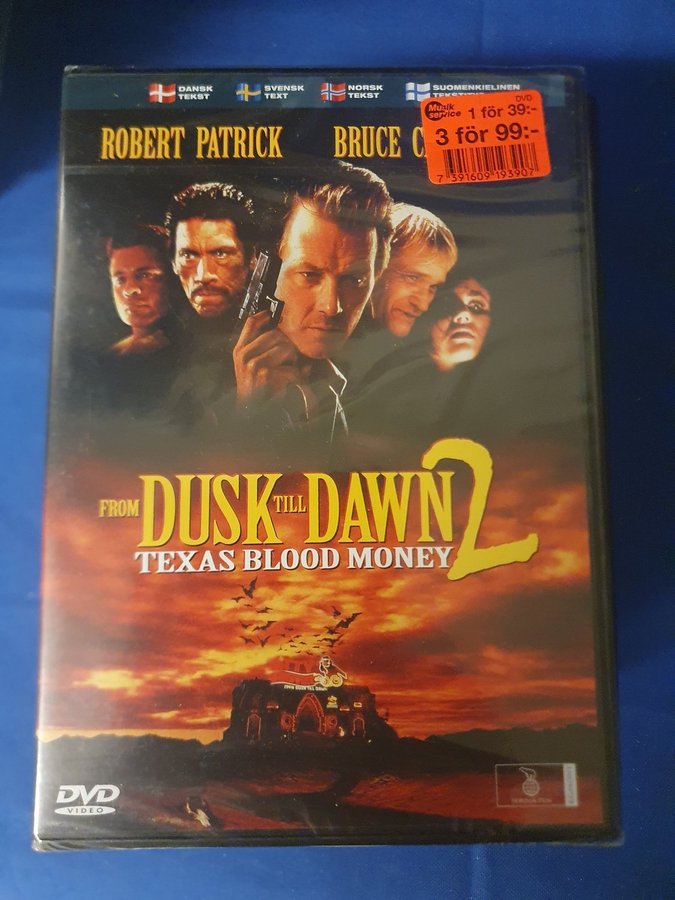 DANSK TEKST
SVENSK TEXT
NORSK TEKST
SUOMENKIELINEN
DVD
Musik service 1 för 39:-
3 för 99:-
7 391609 193907
ROBERT PATRICK
BRUCE
FROM DUSK TILL DAWN 2
TEXAS BLOOD MONEY
DVD
VIDEO